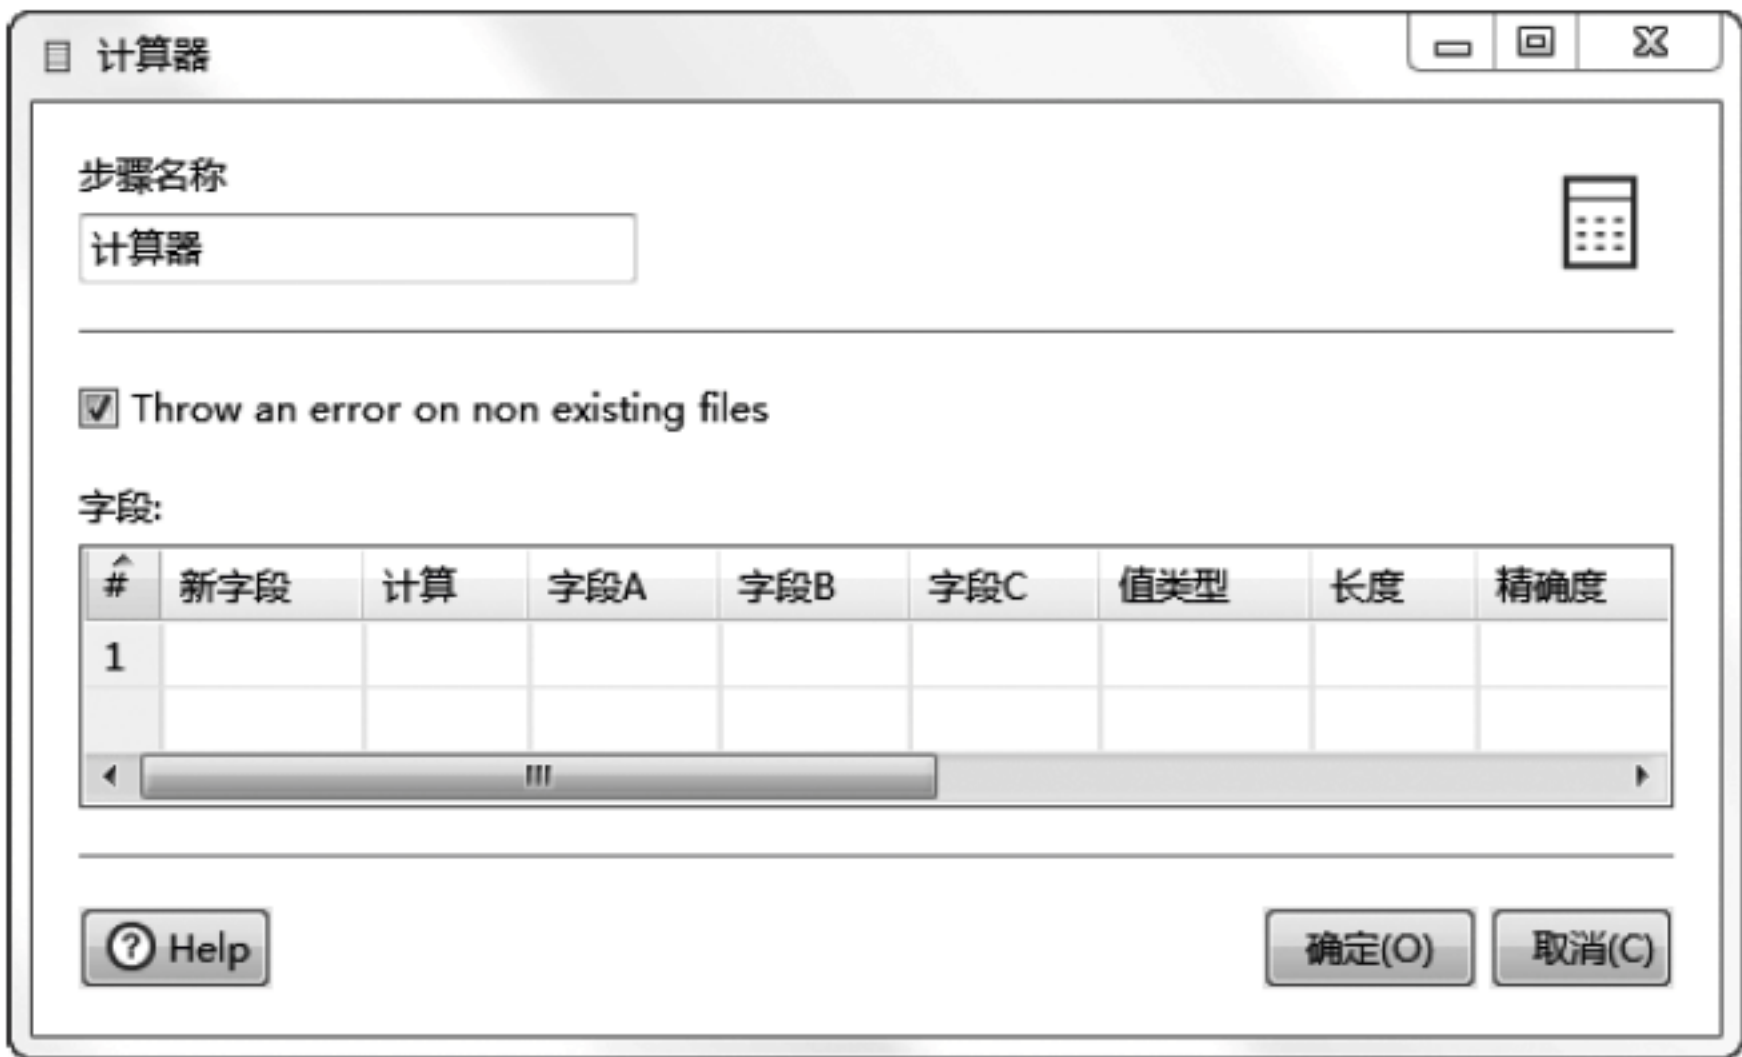 计算器
步骤名称
计算器
Throw an error on non existing files
字段:
# 新字段 计算 字段A 字段B 字段C 值类型 长度 精确度
1
Help 确定(O) 取消(C)